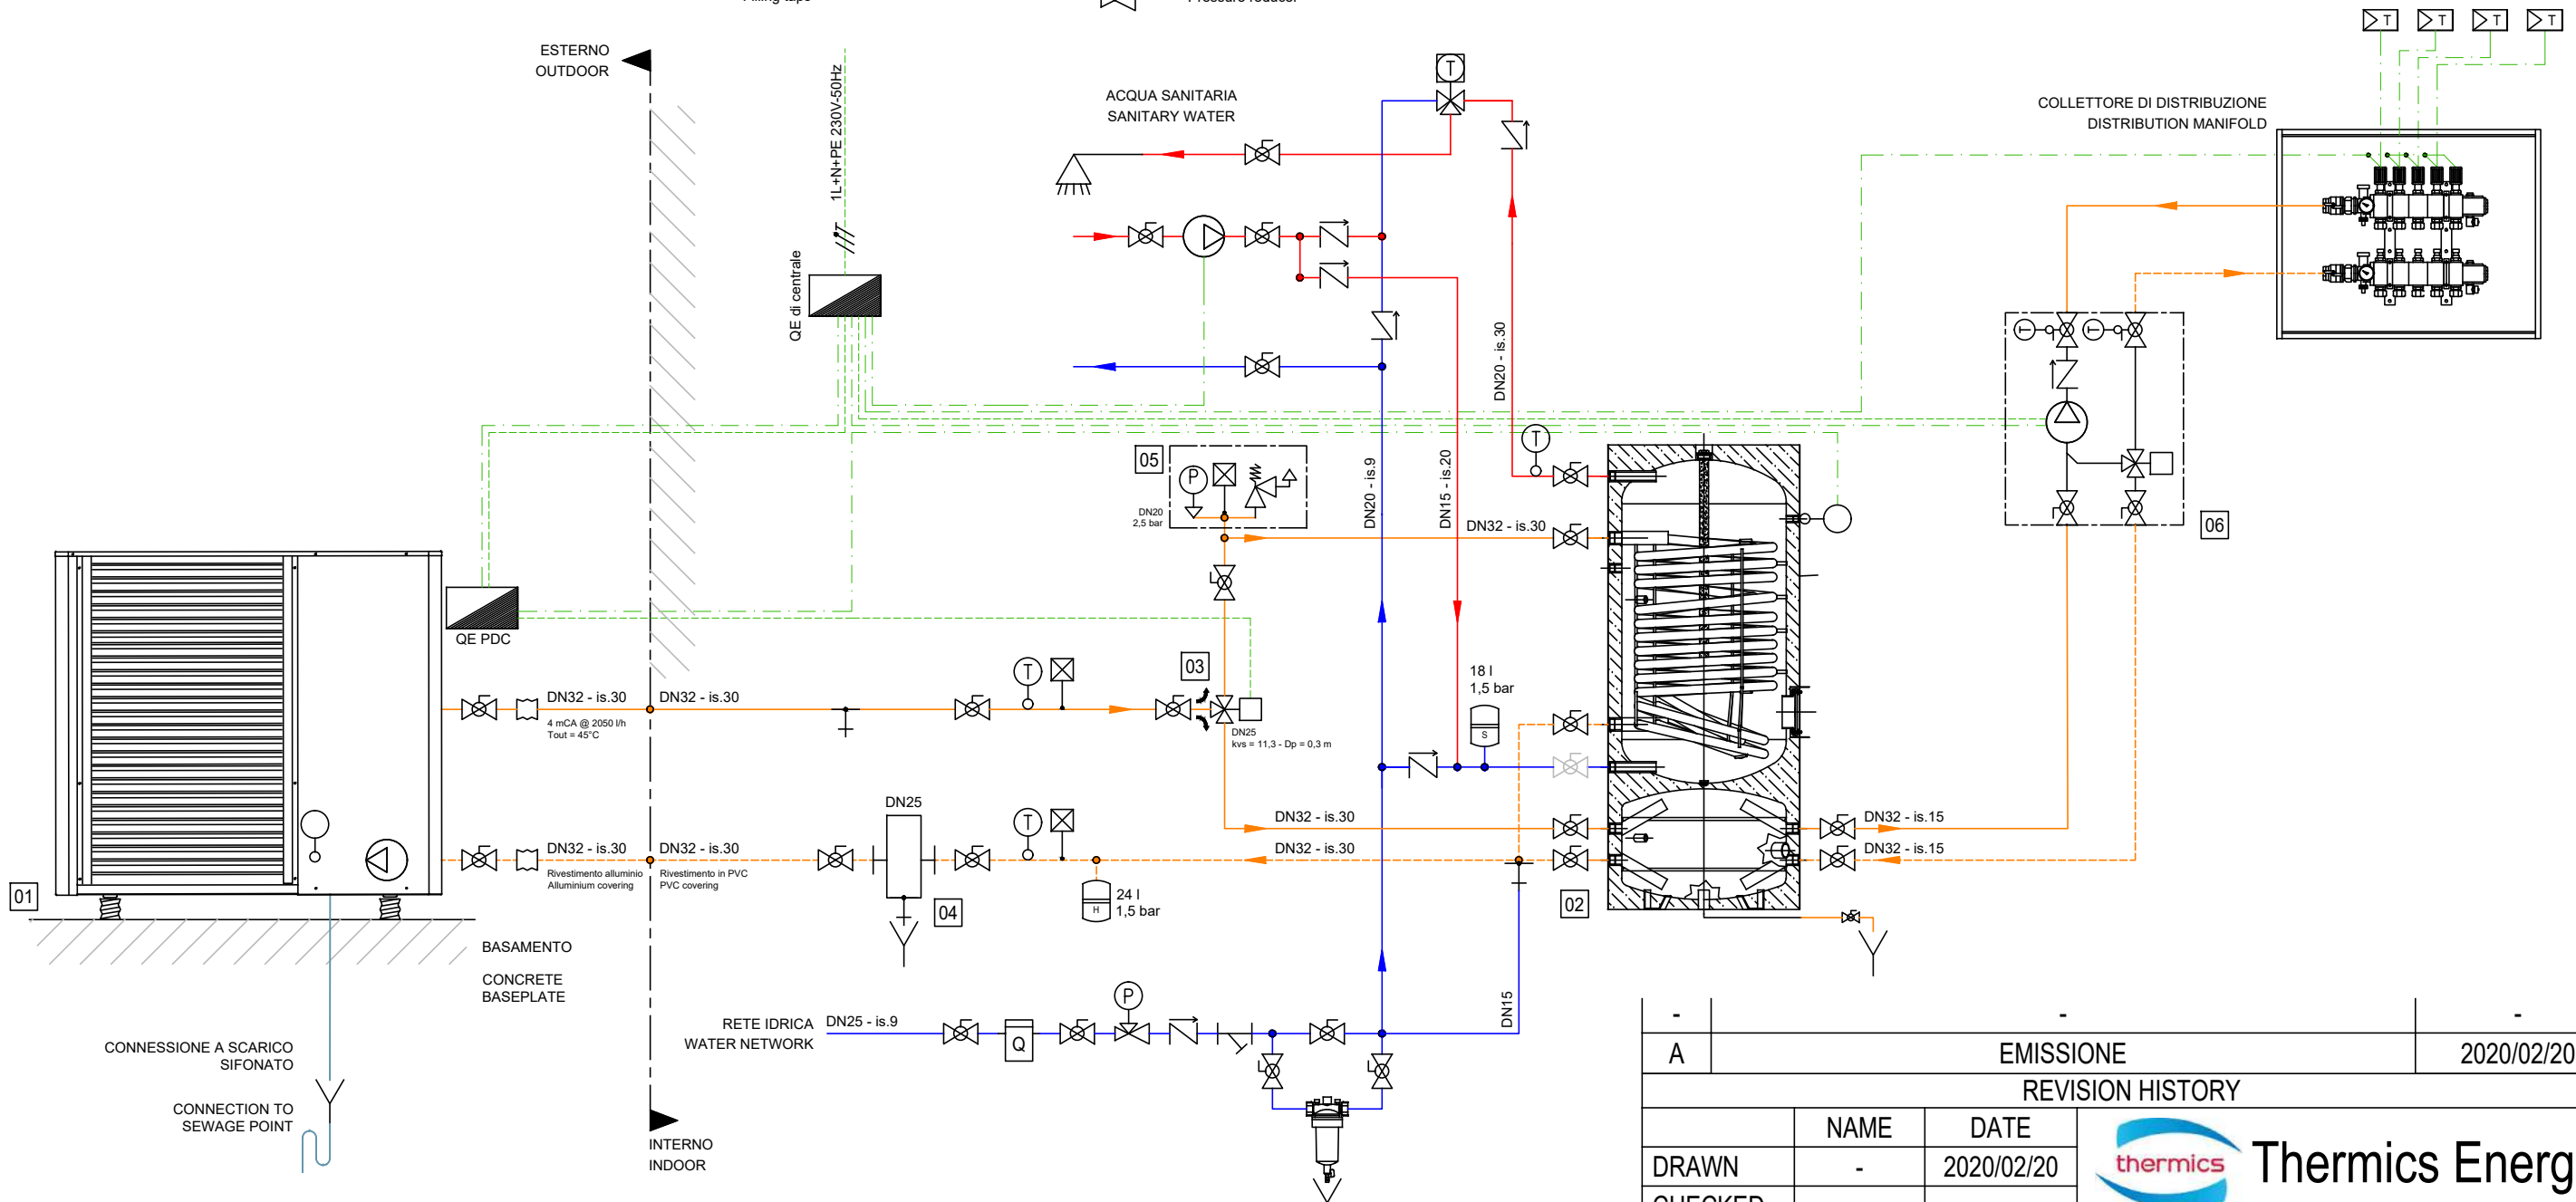 ESTERNO
OUTDOOR
1L+N+PE 230V-50Hz
QE di centrale
ACQUA SANITARIA
SANITARY WATER
T
T
T
T
T
COLLETTORE DI DISTRIBUZIONE
DISTRIBUTION MANIFOLD
DN20 - is.30
DN20 - is.9
DN15 - is.20
T
T
T
05
P
DN20
2,5 bar
DN32 - is.30
06
QE PDC
03
T
18 l
1,5 bar
S
DN32 - is.30
DN32 - is.30
4 mCA @ 2050 l/h
Tout = 45°C
DN25
kvs = 11,3 - Dp = 0,3 m
DN25
T
DN32 - is.30
DN32 - is.15
DN32 - is.30
DN32 - is.30
DN32 - is.30
DN32 - is.15
Rivestimento alluminio
Alluminium covering
Rivestimento in PVC
PVC covering
01
04
H
24 l
1,5 bar
02
BASAMENTO
CONCRETE
BASEPLATE
RETE IDRICA
WATER NETWORK
DN25 - is.9
Q
P
DN15
CONNESSIONE A SCARICO
SIFONATO
CONNECTION TO
SEWAGE POINT
INTERNO
INDOOR
- - -
A EMISSIONE 2020/02/20
REVISION HISTORY
NAME DATE
DRAWN - 2020/02/20
thermics
Thermics Energ